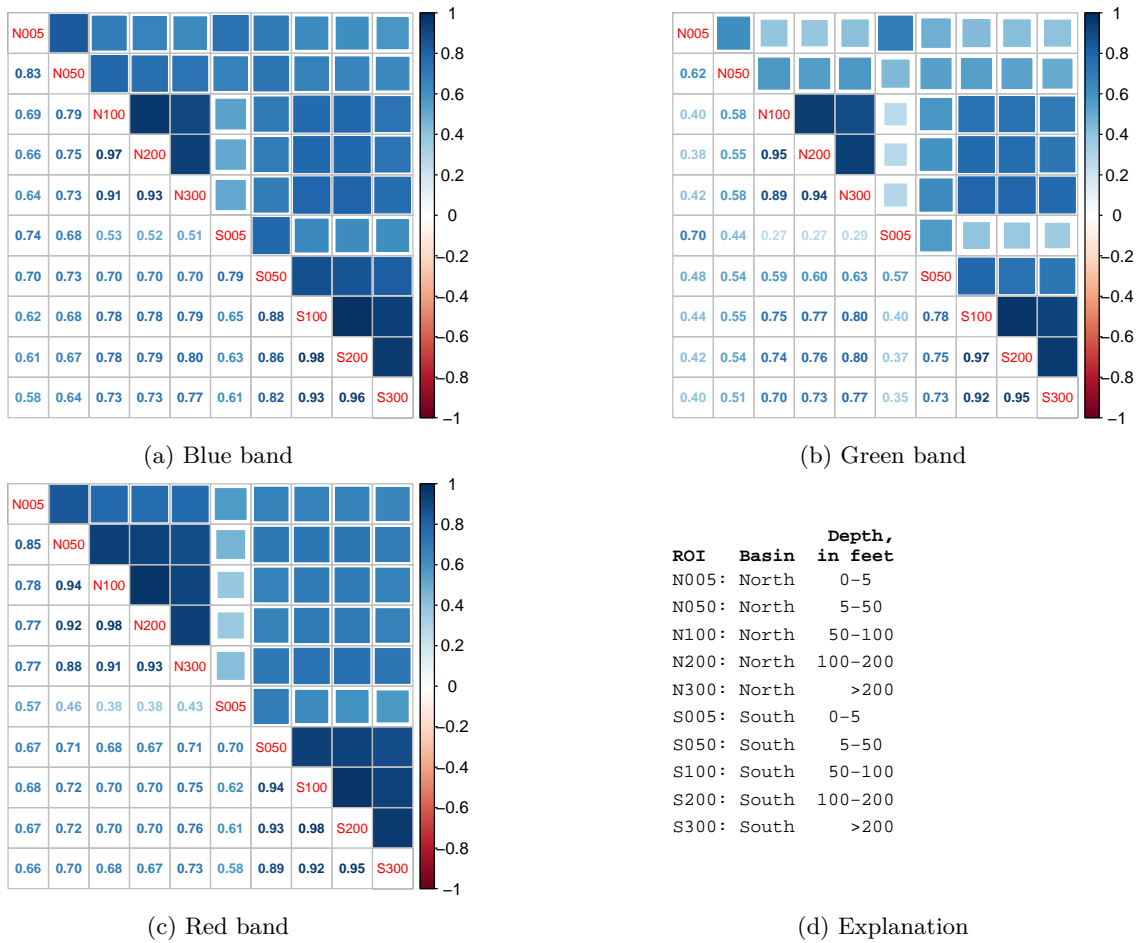 N005
0.83 N050
0.69 0.79 N100
0.66 0.75 0.97 N200
0.64 0.73 0.91 0.93 N300
0.74 0.68 0.53 0.52 0.51 S005
0.70 0.73 0.70 0.70 0.70 0.79 S050
0.62 0.68 0.78 0.78 0.79 0.65 0.88 S100
0.61 0.67 0.78 0.79 0.80 0.63 0.86 0.98 S200
0.58 0.64 0.73 0.73 0.77 0.61 0.82 0.93 0.96 S300
1
0.8
0.6
0.4
0.2
0
−0.2
−0.4
−0.6
−0.8
−1
(a) Blue band
N005
0.62 N050
0.40 0.58 N100
0.38 0.55 0.95 N200
0.42 0.58 0.89 0.94 N300
0.70 0.44 0.27 0.27 0.29 S005
0.48 0.54 0.59 0.60 0.63 0.57 S050
0.44 0.55 0.75 0.77 0.80 0.40 0.78 S100
0.42 0.54 0.74 0.76 0.80 0.37 0.75 0.97 S200
0.40 0.51 0.70 0.73 0.77 0.35 0.73 0.92 0.95 S300
1
0.8
0.6
0.4
0.2
0
−0.2
−0.4
−0.6
−0.8
−1
(b) Green band
N005
0.85 N050
0.78 0.94 N100
0.77 0.92 0.98 N200
0.77 0.88 0.91 0.93 N300
0.57 0.46 0.38 0.38 0.43 S005
0.67 0.71 0.68 0.67 0.71 0.70 S050
0.68 0.72 0.70 0.70 0.75 0.62 0.94 S100
0.67 0.72 0.70 0.70 0.76 0.61 0.93 0.98 S200
0.66 0.70 0.68 0.67 0.73 0.58 0.89 0.92 0.95 S300
1
0.8
0.6
0.4
0.2
0
−0.2
−0.4
−0.6
−0.8
−1
(c) Red band
Depth,
ROI Basin in feet
N005: North 0−5
N050: North 5−50
N100: North 50−100
N200: North 100−200
N300: North >200
S005: South 0−5
S050: South 5−50
S100: South 50−100
S200: South 100−200
S300: South >200
(d) Explanation